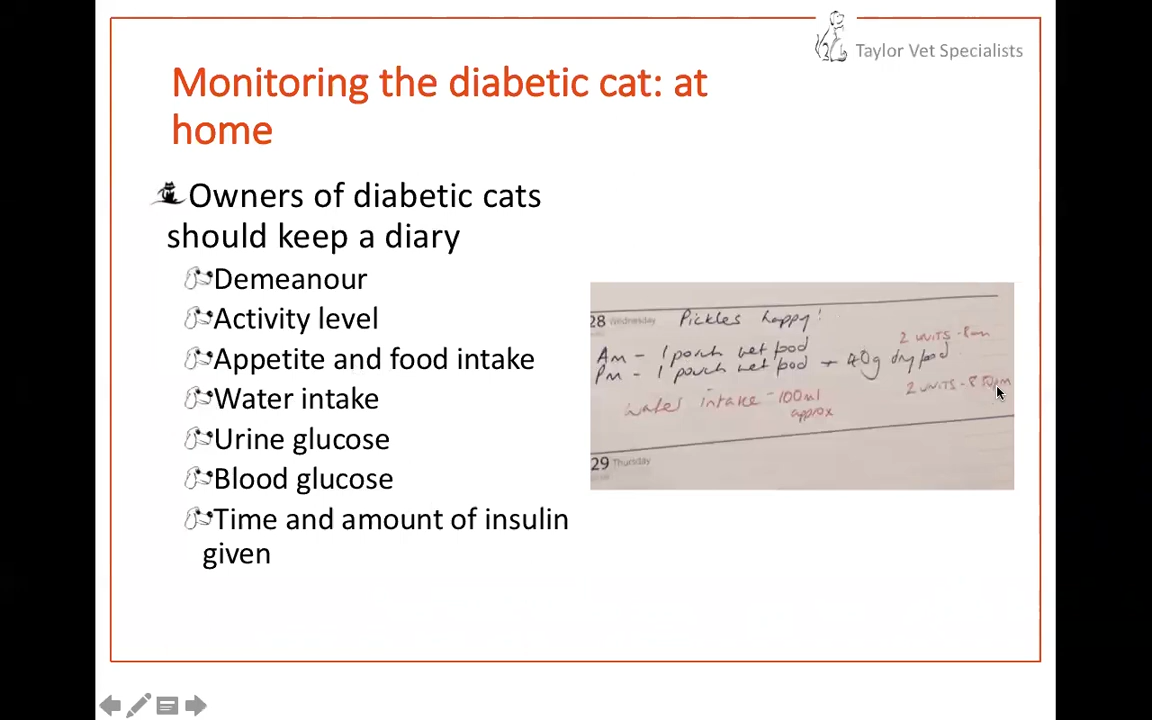 Taylor Vet Specialists
Monitoring the diabetic cat: at
home
Owners of diabetic cats
should keep a diary
Demeanour
Activity level
Appetite and food intake
Water intake
Urine glucose
Blood glucose
Time and amount of insulin
given
28 Wednesday Pickles happy!
2 UNITS - 8am
Am - 1 pouch wet food
Pm - 1 pouch wet food + 40g dry food
2 UNITS -
water intake - 100ml
approx
29 Thursday